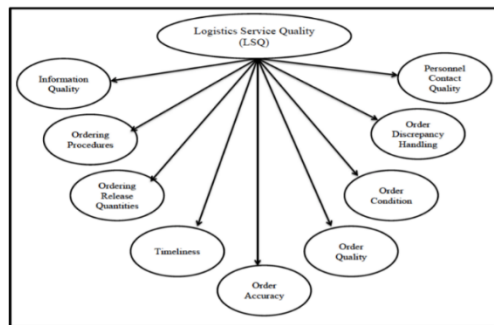 Logistics Service Quality
(LSQ)
Information
Quality
Personnel
Contact
Quality
Ordering
Procedures
Order
Discrepancy
Handling
Ordering
Release
Quantities
Order
Condition
Timeliness
Order
Quality
Order
Accuracy